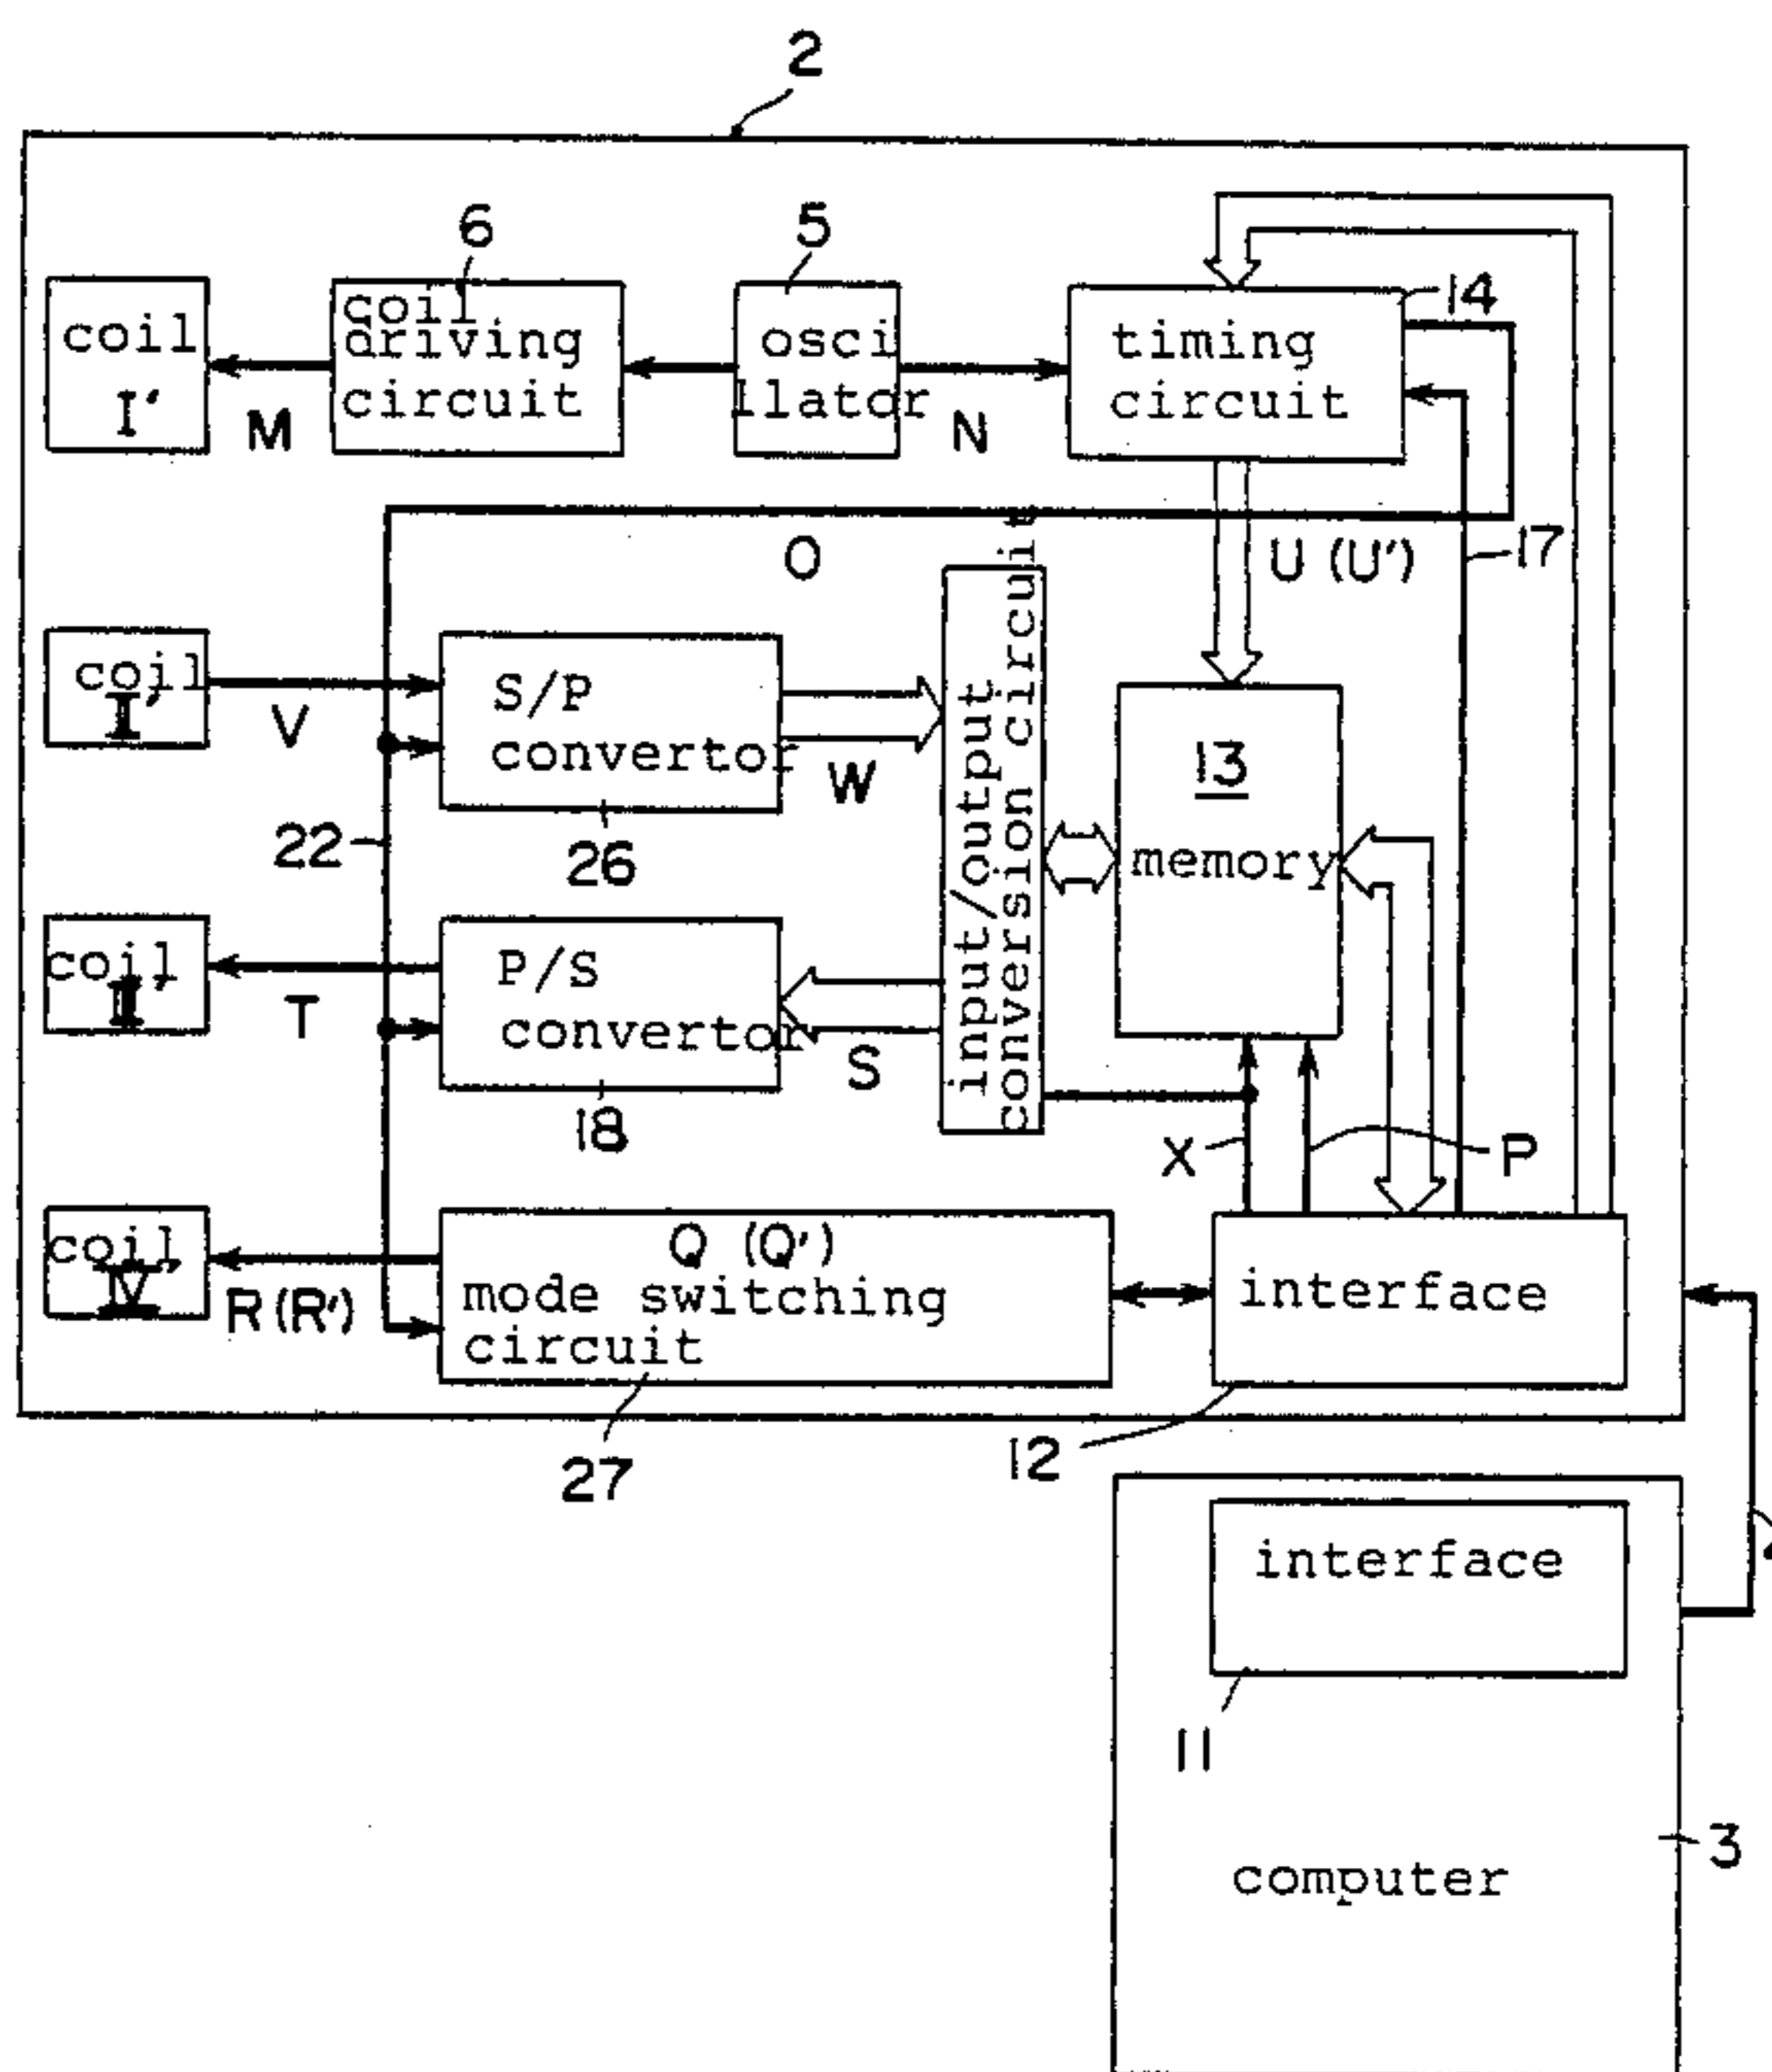 2
6
5
14
coil
I'
coil
driving
circuit
osci
llator
timing
circuit
M
N
O
U (U')
17
coil
I'
V
S/P
convertor
W
26
22
input/output
conversion circuit
13
memory
coil
II'
T
P/S
convertor
S
18
X
P
coil
IV'
R (R')
Q (Q')
mode switching
circuit
27
interface
12
interface
11
3
computer